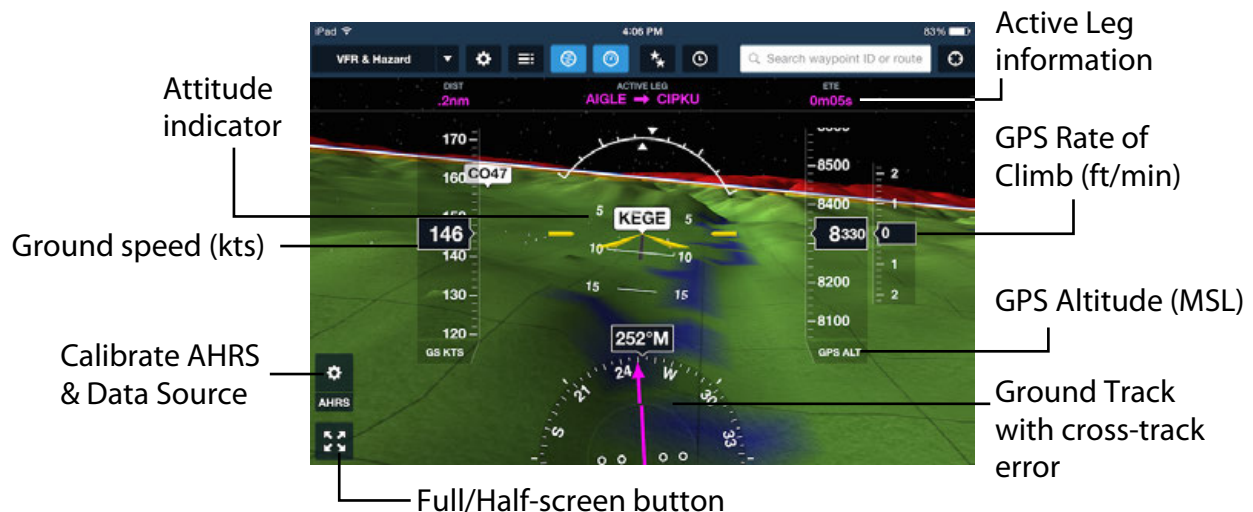 iPad
4:06 PM
83%
VFR & Hazard
Search waypoint ID or route
DIST
.2nm
ACTIVE LEG
AIGLE → CIPKU
ETE
0m05s
Active Leg
information
Attitude
indicator
GPS Rate of
Climb (ft/min)
Ground speed (kts)
GPS Altitude (MSL)
Calibrate AHRS
& Data Source
Ground Track
with cross-track
error
Full/Half-screen button
170
160
CO47
146
140
130
120
GS KTS
5 KEGE 5
10 10
15 15
8500
8400
8330
8200
8100
GPS ALT
2
1
0
1
2
252°M
S 21 24 W 30 33
AHRS